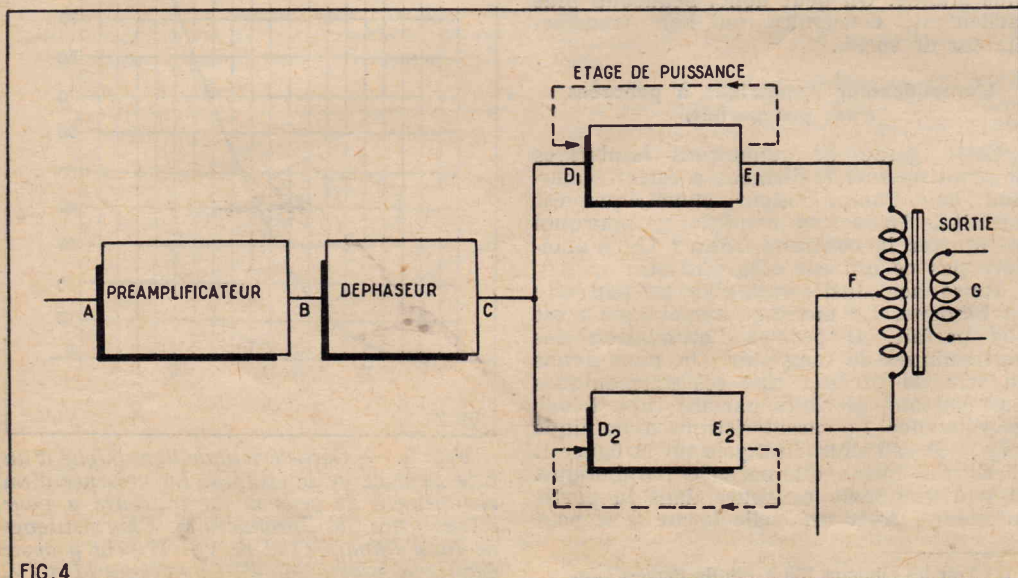 ETAGE DE PUISSANCE
D1
E1
SORTIE
A
PREAMPLIFICATEUR
B
DEPHASEUR
C
F
G
D2
E2
FIG.4